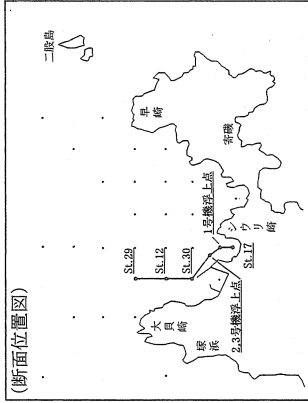 (断面位置図)
二股島
早崎
寄磯
St.29
St.12
St.30
1号機浮上点
シウリ崎
St.17
2,3号機浮上点
大貝崎
塚浜